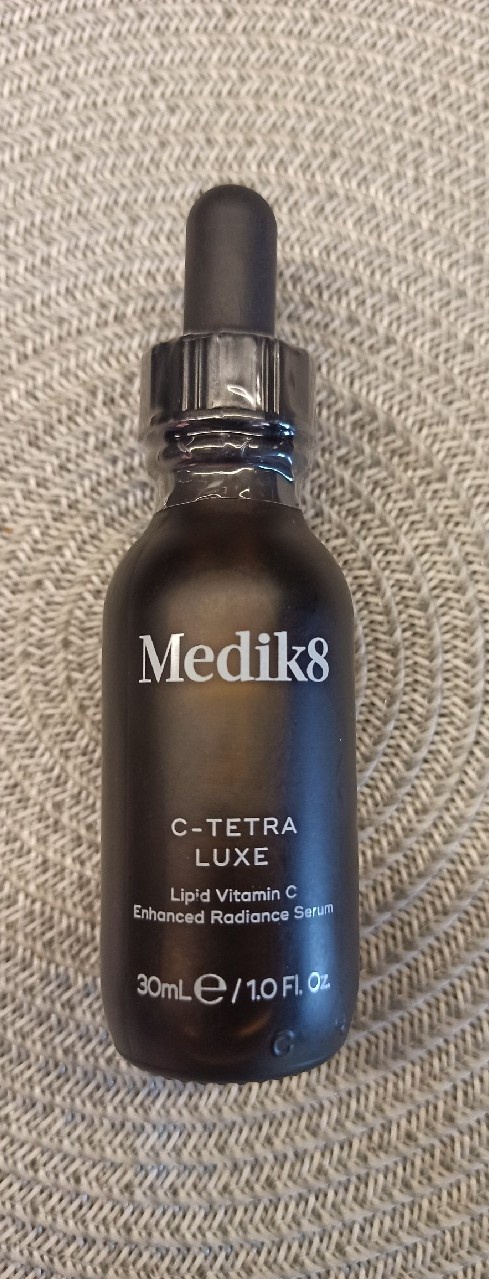 Medik8
C-TETRA
LUXE
Lipid Vitamin C
Enhanced Radiance Serum
30mL℮/1.0 Fl. Oz.